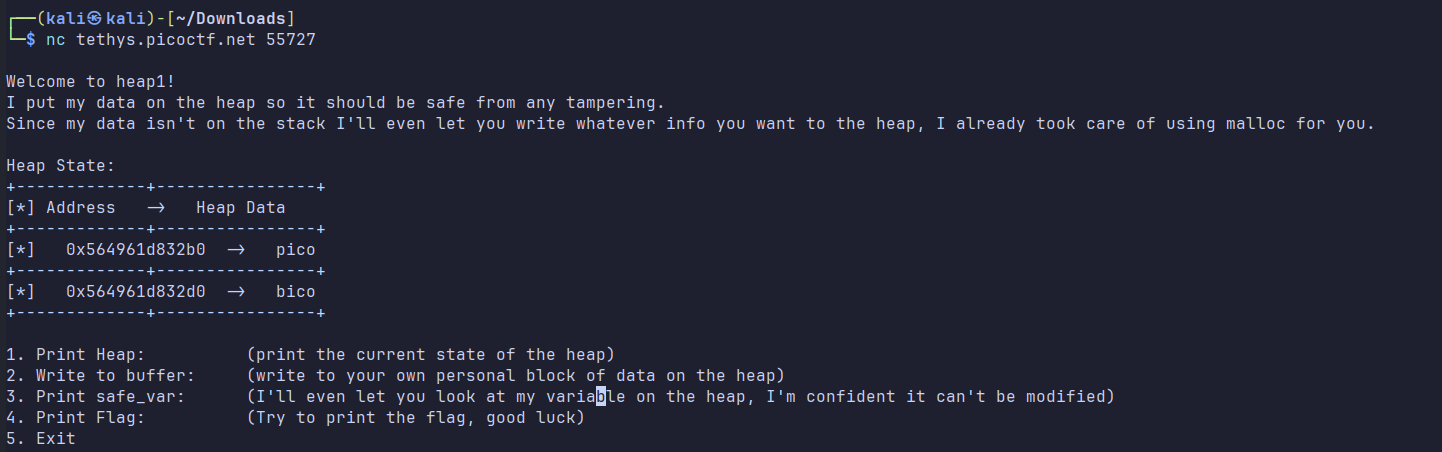 ┌──(kali㉿kali)-[~/Downloads]
└─$ nc tethys.picoctf.net 55727
Welcome to heap1!
I put my data on the heap so it should be safe from any tampering.
Since my data isn't on the stack I'll even let you write whatever info you want to the heap, I already took care of using malloc for you.
Heap State:
+-------------+----------------+
[*] Address   ->   Heap Data
+-------------+----------------+
[*]   0x564961d832b0  ->   pico
+-------------+----------------+
[*]   0x564961d832d0  ->   bico
+-------------+----------------+
1. Print Heap:          (print the current state of the heap)
2. Write to buffer:     (write to your own personal block of data on the heap)
3. Print safe_var:      (I'll even let you look at my variable on the heap, I'm confident it can't be modified)
4. Print Flag:          (Try to print the flag, good luck)
5. Exit